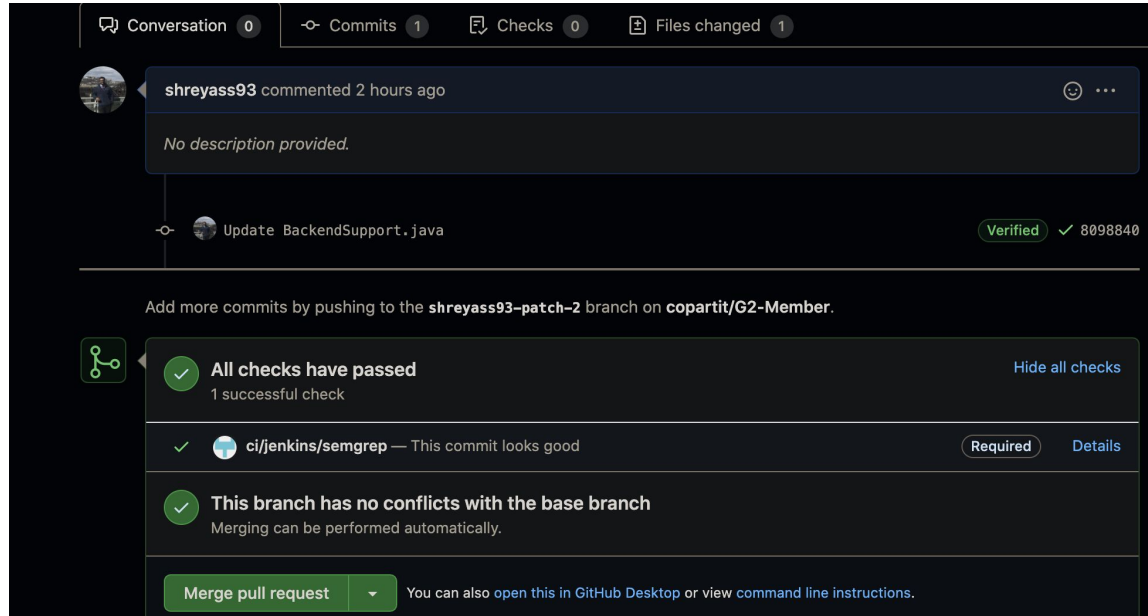 Conversation 0 Commits 1 Checks 0 Files changed 1
shreyass93 commented 2 hours ago
No description provided.
Update BackendSupport.java Verified 8098840
Add more commits by pushing to the shreyass93-patch-2 branch on copartit/G2-Member.
All checks have passed Hide all checks
1 successful check
ci/jenkins/semgrep — This commit looks good Required Details
This branch has no conflicts with the base branch
Merging can be performed automatically.
Merge pull request You can also open this in GitHub Desktop or view command line instructions.